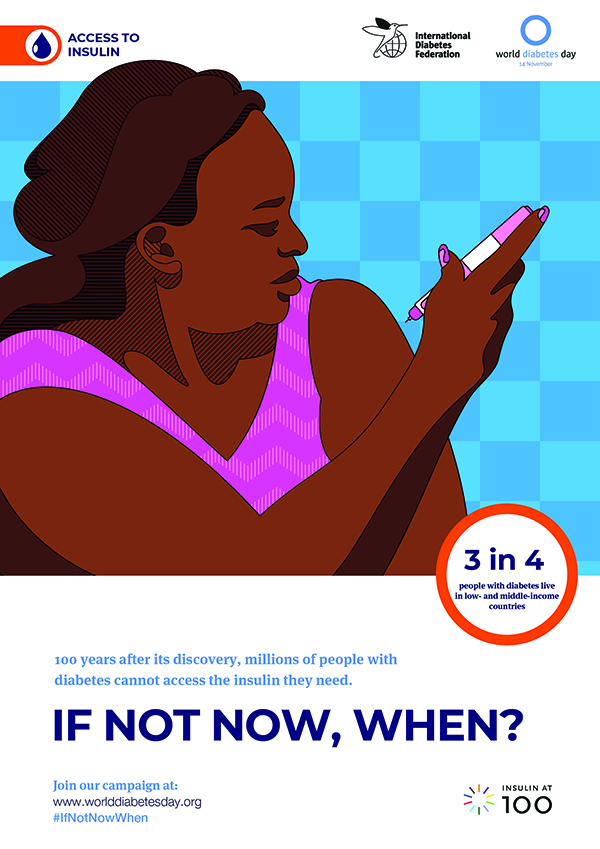 ACCESS TO
INSULIN
International
Diabetes
Federation
world diabetes day
14 November
3 in 4
people with diabetes live
in low- and middle-income
countries
100 years after its discovery, millions of people with
diabetes cannot access the insulin they need.
IF NOT NOW, WHEN?
Join our campaign at:
www.worlddiabetesday.org
#IfNotNowWhen
INSULIN AT
100